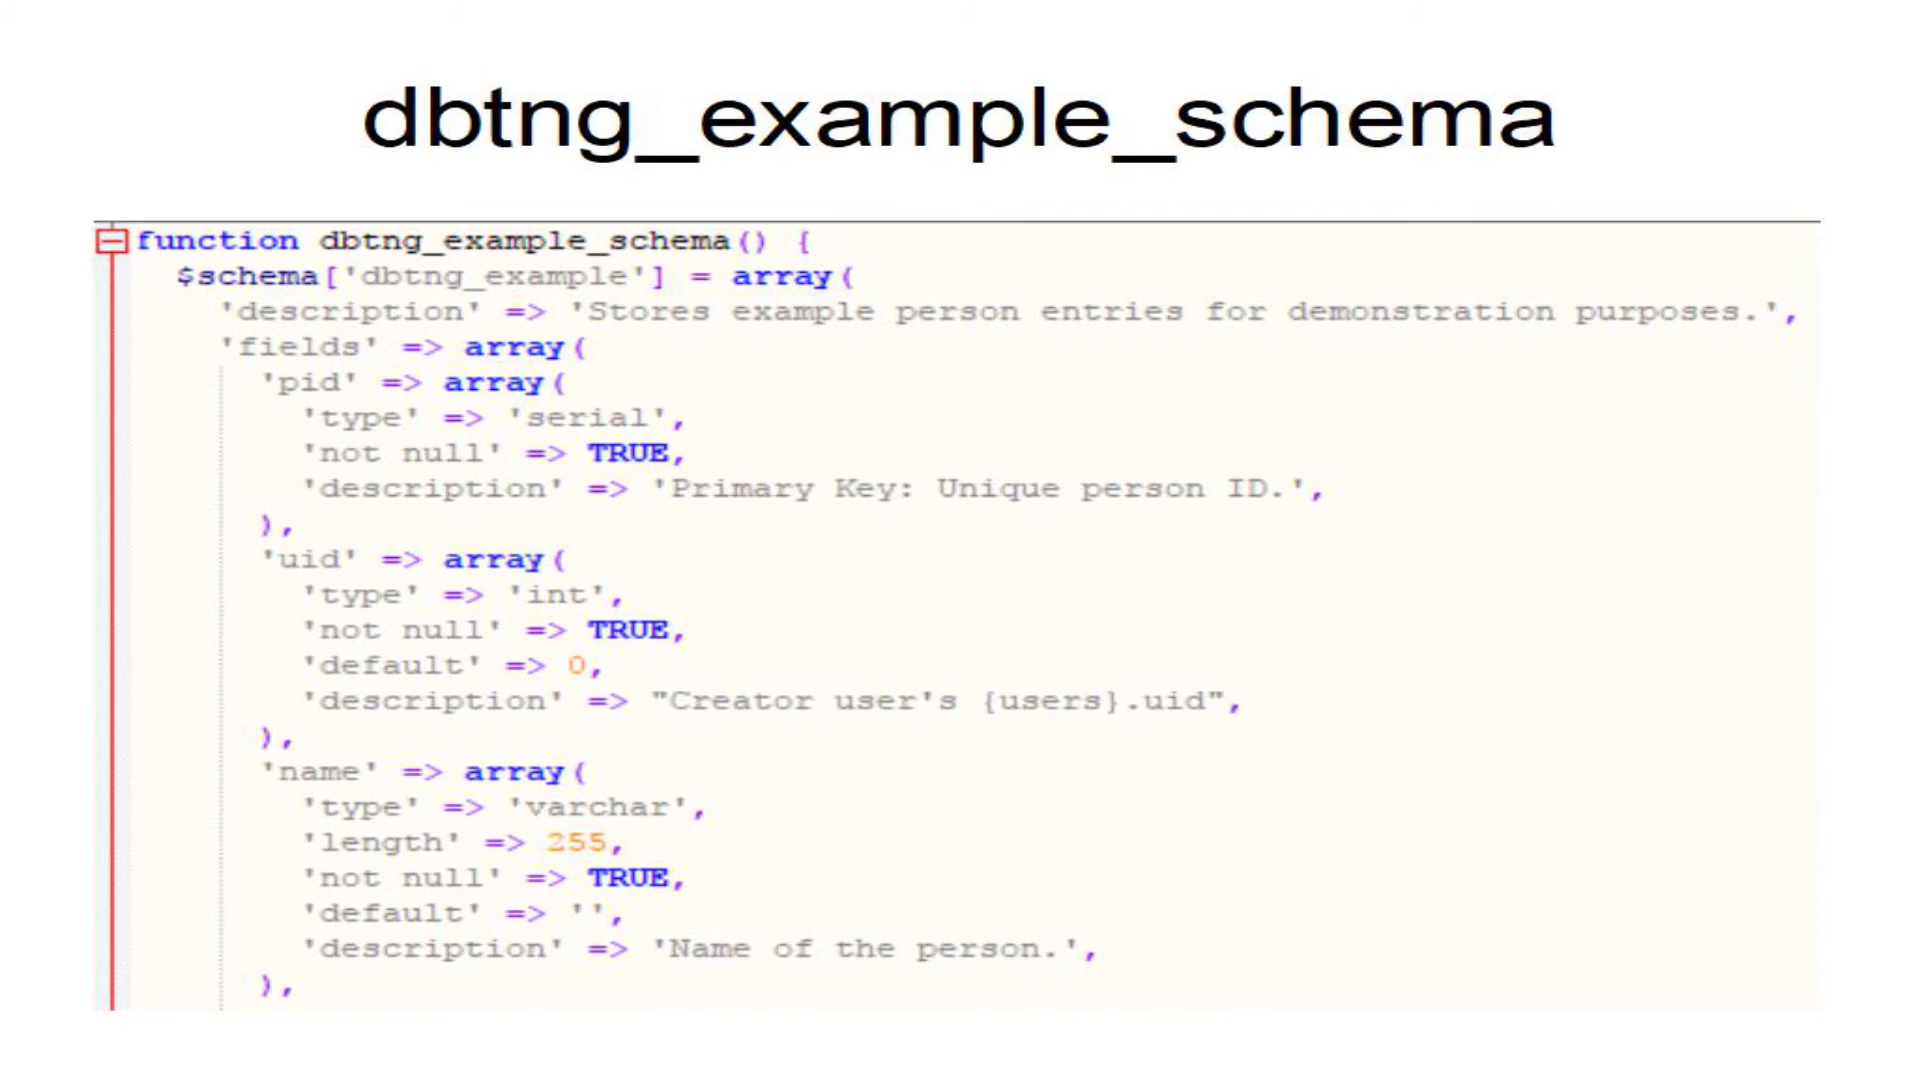 dbtng_example_schema
function dbtng_example_schema() {
$schema['dbtng_example'] = array(
'description' => 'Stores example person entries for demonstration purposes.',
'fields' => array(
'pid' => array(
'type' => 'serial',
'not null' => TRUE,
'description' => 'Primary Key: Unique person ID.',
),
'uid' => array(
'type' => 'int',
'not null' => TRUE,
'default' => 0,
'description' => "Creator user's {users}.uid",
),
'name' => array(
'type' => 'varchar',
'length' => 255,
'not null' => TRUE,
'default' => '',
'description' => 'Name of the person.',
),